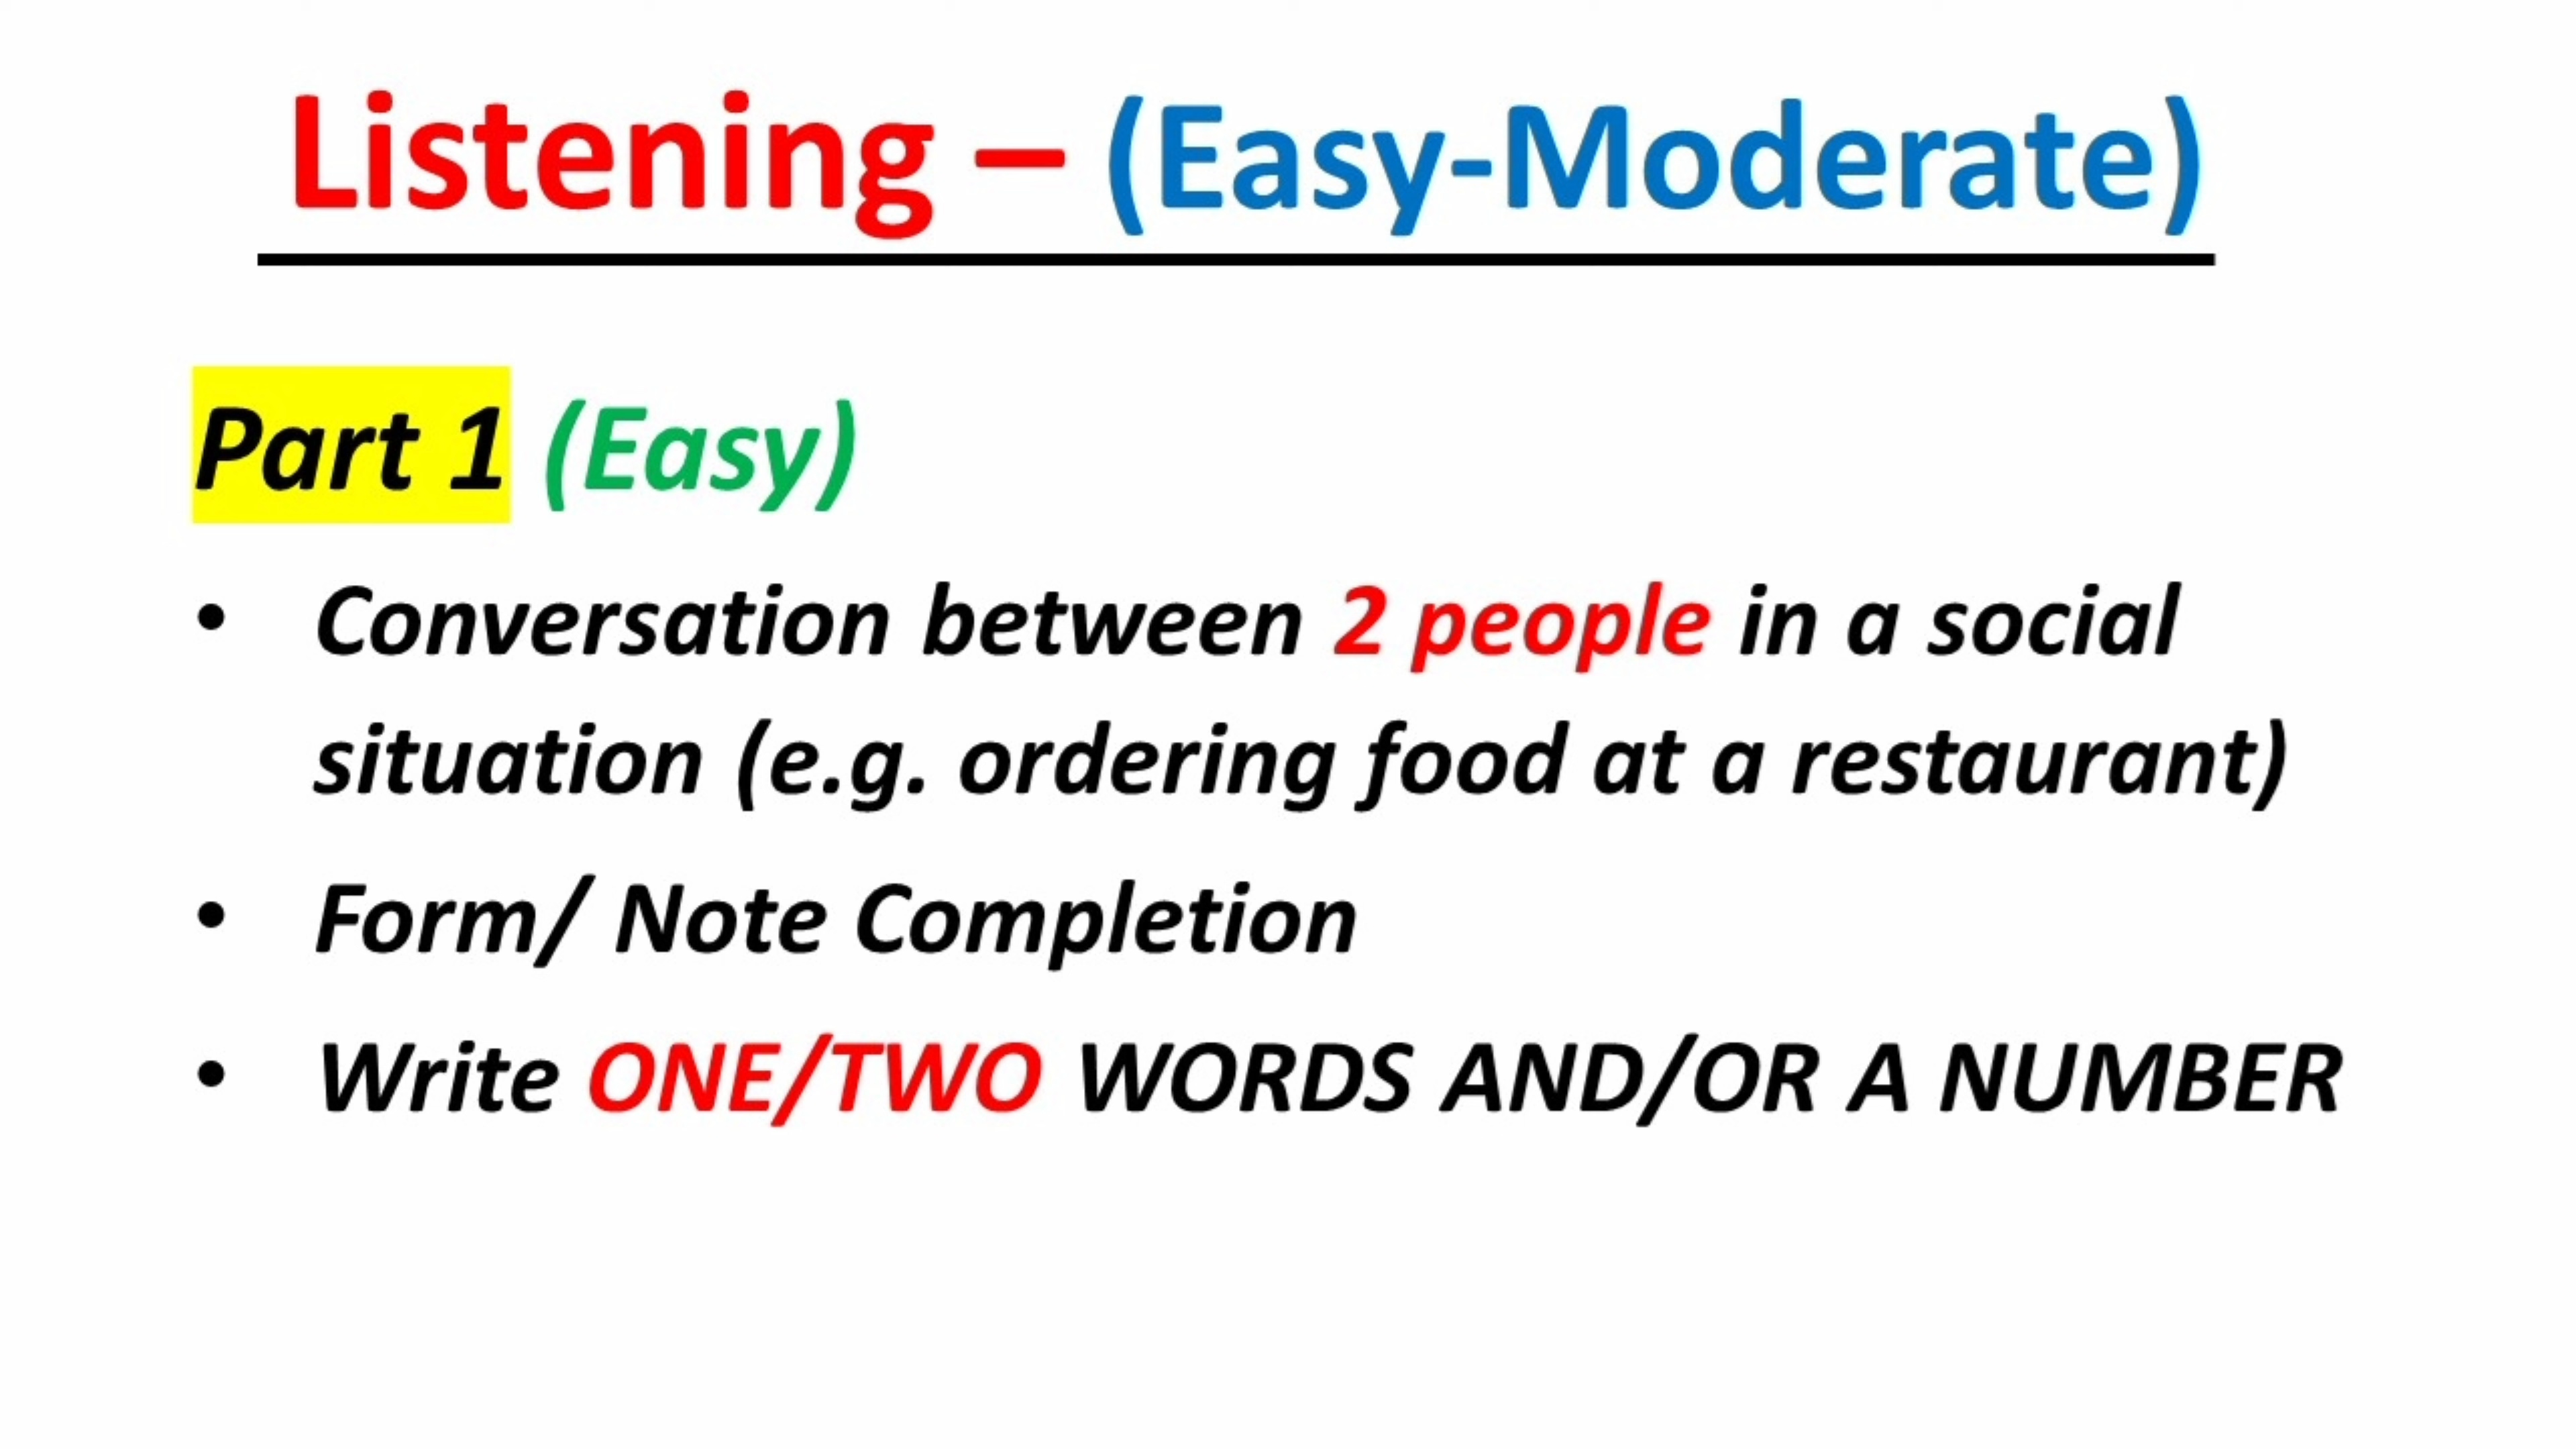 Listening – (Easy-Moderate)
Part 1 (Easy)
• Conversation between 2 people in a social
situation (e.g. ordering food at a restaurant)
• Form/ Note Completion
• Write ONE/TWO WORDS AND/OR A NUMBER